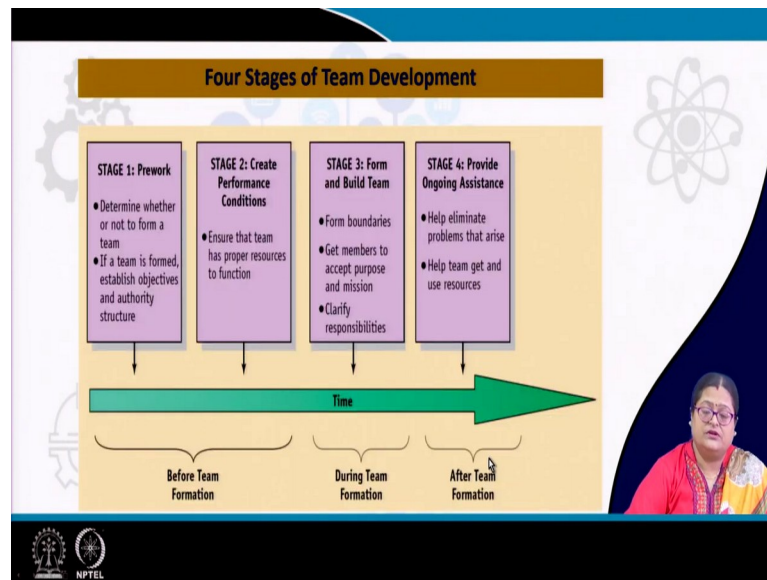 Four Stages of Team Development
STAGE 1: Prework
●Determine whether
or not to form a
team
●If a team is formed,
establish objectives
and authority
structure
STAGE 2: Create
Performance
Conditions
●Ensure that team
has proper resources
to function
STAGE 3: Form
and Build Team
●Form boundaries
●Get members to
accept purpose
and mission
●Clarify
responsibilities
STAGE 4: Provide
Ongoing Assistance
●Help eliminate
problems that arise
●Help team get and
use resources
Time
Before Team
Formation
During Team
Formation
After Team
Formation
NPTEL